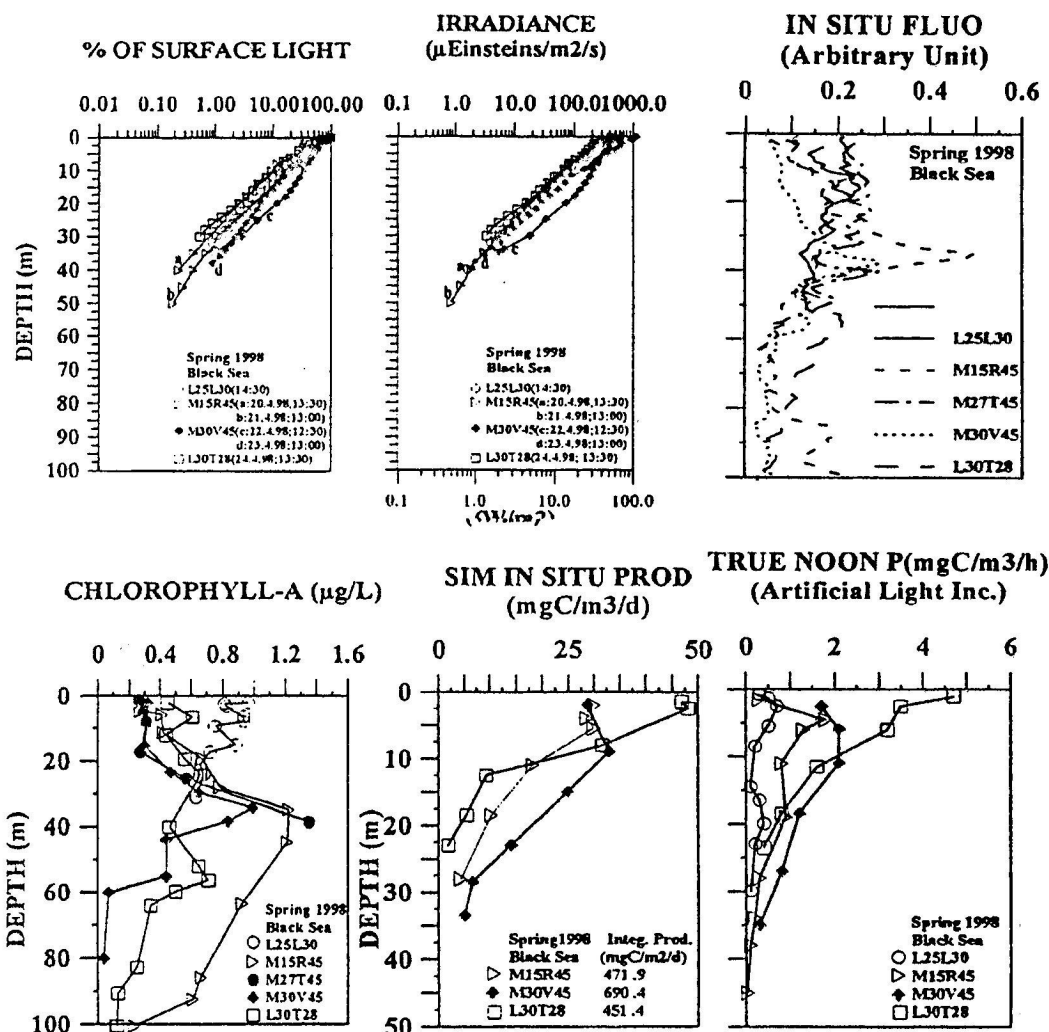 % OF SURFACE LIGHT
0.01 0.10 1.00 10.00 100.00
DEPTH (m)
0
10
20
30
40
50
60
70
80
90
100
a
b
c
d
Spring 1998
Black Sea
L25L30(14:30)
M15R45(a:20.4.98,13:30)
b:21.4.98;13:00)
M30V45(c:22.4.98;12:30)
d:23.4.98;13:00)
L30T28(24.4.98; 13:30)
IRRADIANCE
(µEinsteins/m2/s)
0.1 1.0 10.0 100.0 1000.0
a
b
c
d
Spring 1998
Black Sea
L25L30(14:30)
M15R45(a:20.4.98,13:30)
b:21.4.98;13:00)
M30V45(c:22.4.98;12:30)
d:23.4.98;13:00)
L30T28(24.4.98; 13:30)
0.1 1.0 10.0 100.0
IN SITU FLUO
(Arbitrary Unit)
0 0.2 0.4 0.6
Spring 1998
Black Sea
L25L30
M15R45
M27T45
M30V45
L30T28
CHLOROPHYLL-A (µg/L)
0 0.4 0.8 1.2 1.6
DEPTH (m)
0
20
40
60
80
100
Spring 1998
Black Sea
L25L30
M15R45
M27T45
M30V45
L30T28
SIM IN SITU PROD
(mgC/m3/d)
0 25 50
DEPTH (m)
0
10
20
30
40
50
Spring1998 Integ. Prod.
Black Sea (mgC/m2/d)
M15R45 471.9
M30V45 690.4
L30T28 451.4
TRUE NOON P(mgC/m3/h)
(Artificial Light Inc.)
0 2 4 6
Spring 1998
Black Sea
L25L30
M15R45
M30V45
L30T28